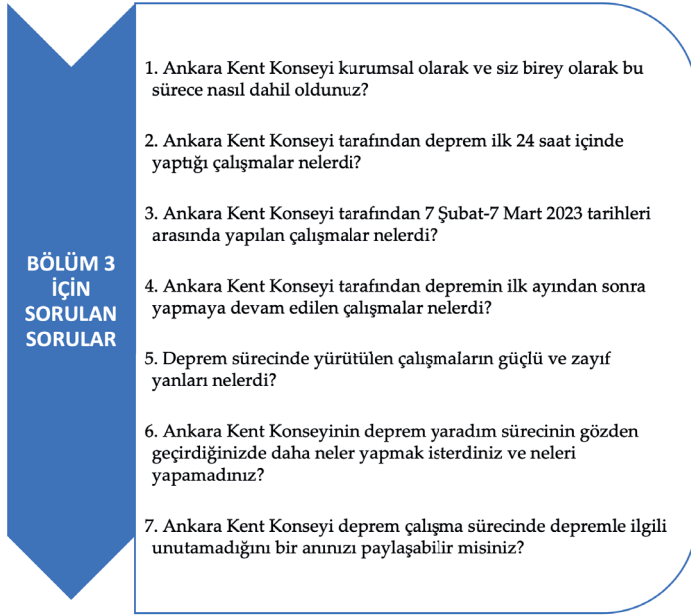 BÖLÜM 3
İÇİN
SORULAN
SORULAR
1. Ankara Kent Konseyi kurumsal olarak ve siz birey olarak bu
sürece nasıl dahil oldunuz?
2. Ankara Kent Konseyi tarafından deprem ilk 24 saat içinde
yaptığı çalışmalar nelerdi?
3. Ankara Kent Konseyi tarafından 7 Şubat-7 Mart 2023 tarihleri
arasında yapılan çalışmalar nelerdi?
4. Ankara Kent Konseyi tarafından depremin ilk ayından sonra
yapmaya devam edilen çalışmalar nelerdi?
5. Deprem sürecinde yürütülen çalışmaların güçlü ve zayıf
yanları nelerdi?
6. Ankara Kent Konseyinin deprem yaradım sürecinin gözden
geçirdiğinizde daha neler yapmak isterdiniz ve neleri
yapamadınız?
7. Ankara Kent Konseyi deprem çalışma sürecinde depremle ilgili
unutamadığını bir anınızı paylaşabilir misiniz?